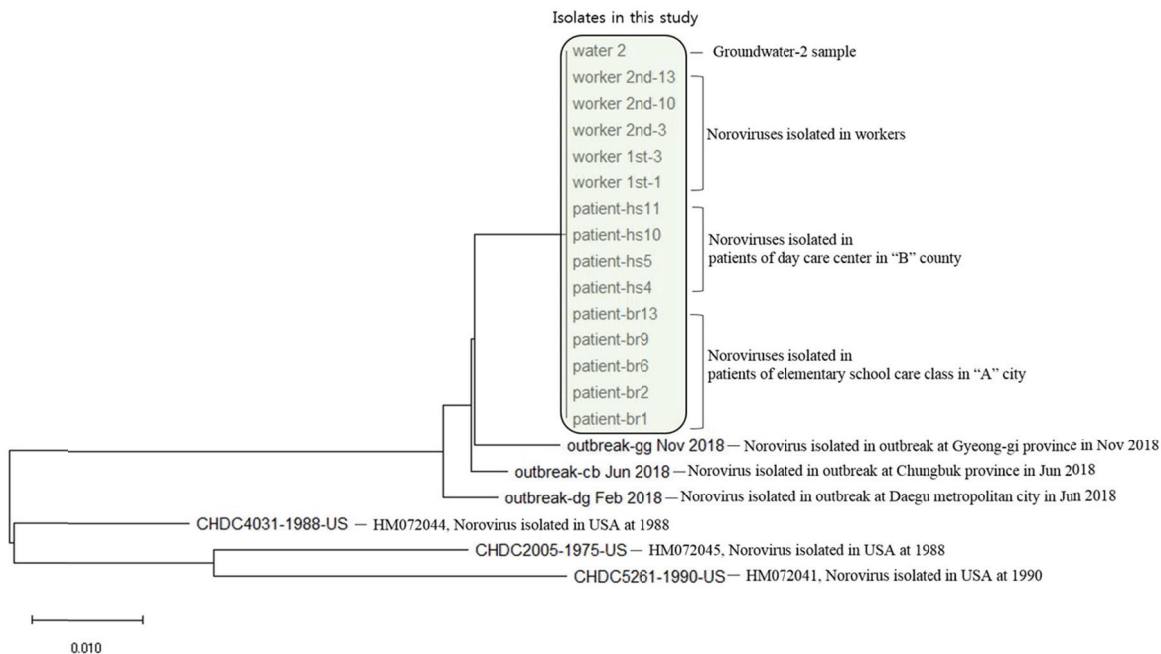 Isolates in this study
water 2 — Groundwater-2 sample
worker 2nd-13
worker 2nd-10
worker 2nd-3
worker 1st-3
worker 1st-1
Noroviruses isolated in workers
patient-hs11
patient-hs10
patient-hs5
patient-hs4
Noroviruses isolated in
patients of day care center in “B” county
patient-br13
patient-br9
patient-br6
patient-br2
patient-br1
Noroviruses isolated in
patients of elementary school care class in “A” city
outbreak-gg Nov 2018 — Norovirus isolated in outbreak at Gyeong-gi province in Nov 2018
outbreak-cb Jun 2018 — Norovirus isolated in outbreak at Chungbuk province in Jun 2018
outbreak-dg Feb 2018 — Norovirus isolated in outbreak at Daegu metropolitan city in Jun 2018
CHDC4031-1988-US — HM072044, Norovirus isolated in USA at 1988
CHDC2005-1975-US — HM072045, Norovirus isolated in USA at 1988
CHDC5261-1990-US — HM072041, Norovirus isolated in USA at 1990
0.010